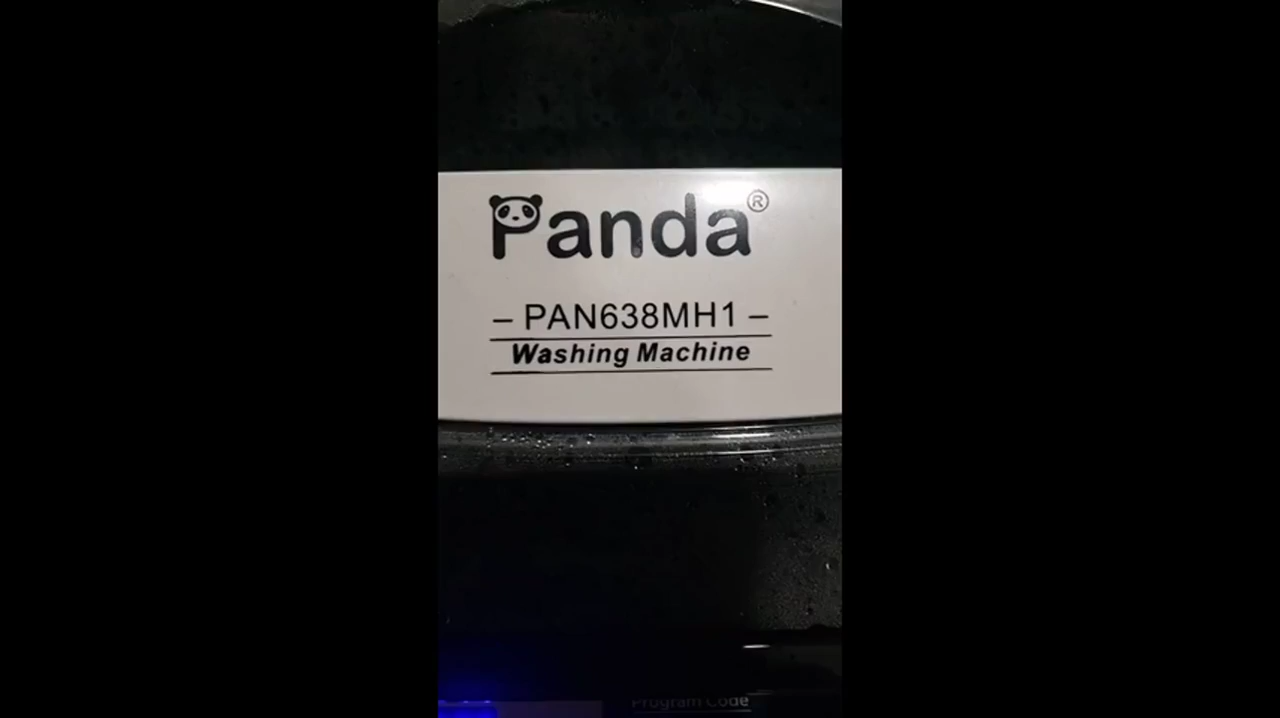 Panda®
– PAN638MH1 –
Washing Machine
Program Code